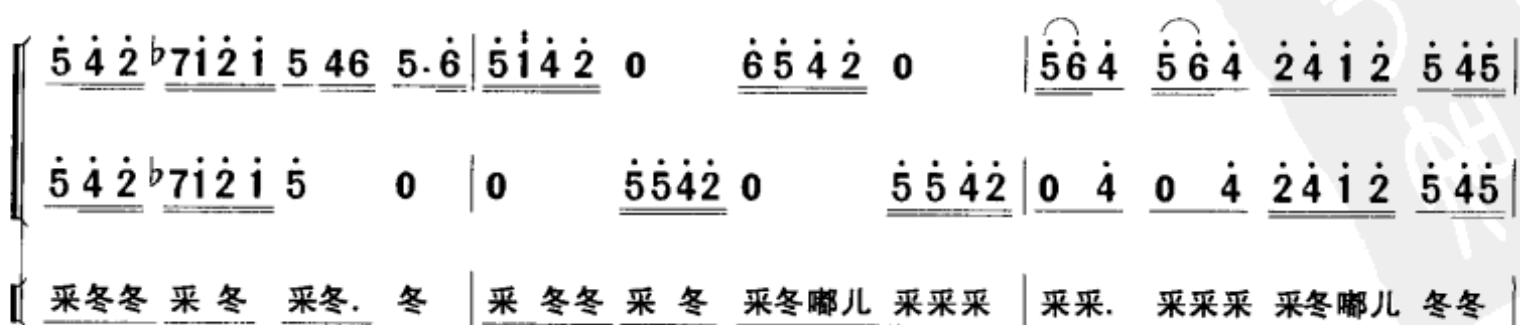 5 4 2 ♭7 1 2 1 5 4 6 5. 6 | 5 1 4 2 0 6 5 4 2 0 | 5 6 4 5 6 4 2 4 1 2 5 4 5 |
5 4 2 ♭7 1 2 1 5 0 | 0 5 5 4 2 0 5 5 4 2 | 0 4 0 4 2 4 1 2 5 4 5 |
采冬冬 采 冬 采冬. 冬 | 采 冬冬 采 冬 采冬嘟儿 采采采 | 采采. 采采采 采冬嘟儿 冬冬 |